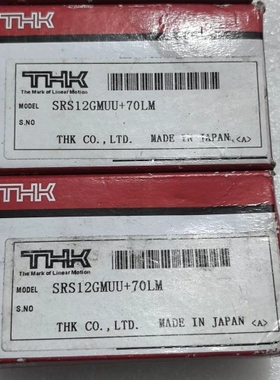 THK
THK
The Mark of Linear Motion
MODEL SRS12GMUU+70LM
S.NO
THK CO.,LTD. MADE IN JAPAN <A>
THK
THK
The Mark of Linear Motion
MODEL SRS12GMUU+70LM
S.NO
THK CO.,LTD. MADE IN JAPAN <A>